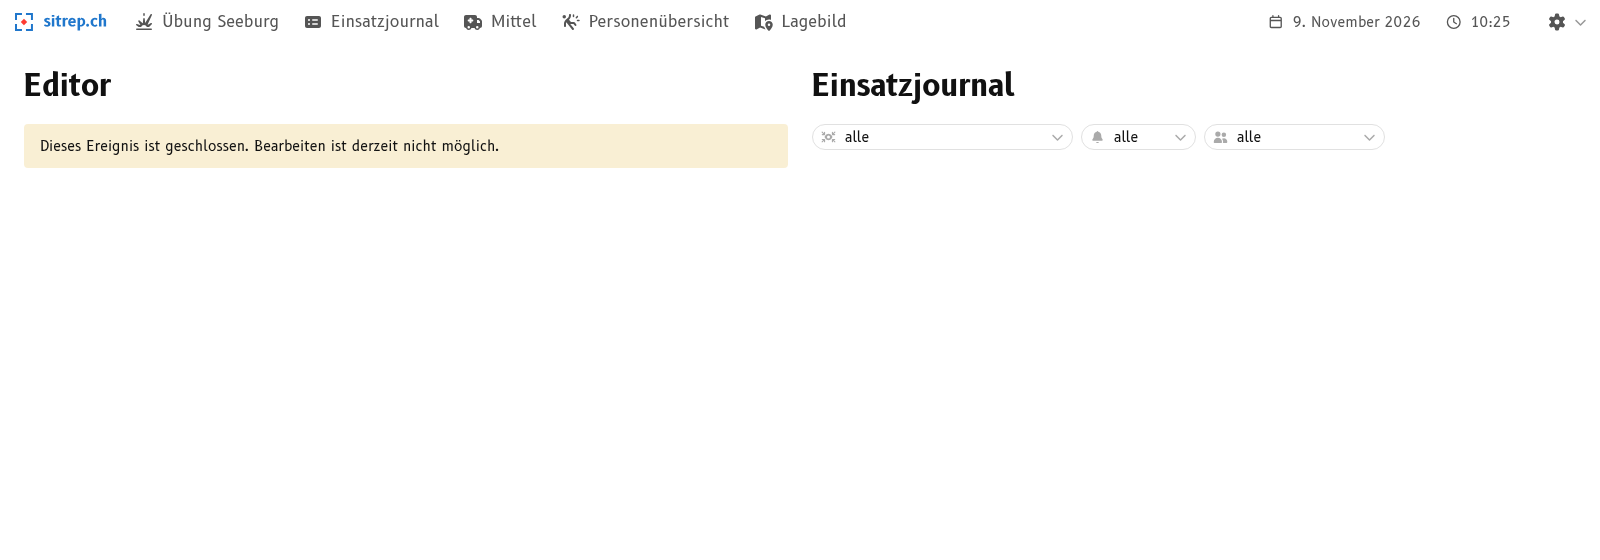 sitrep.ch Übung Seeburg Einsatzjournal Mittel Personenübersicht Lagebild 9. November 2026 10:25
Editor
Dieses Ereignis ist geschlossen. Bearbeiten ist derzeit nicht möglich.
Einsatzjournal
alle alle alle